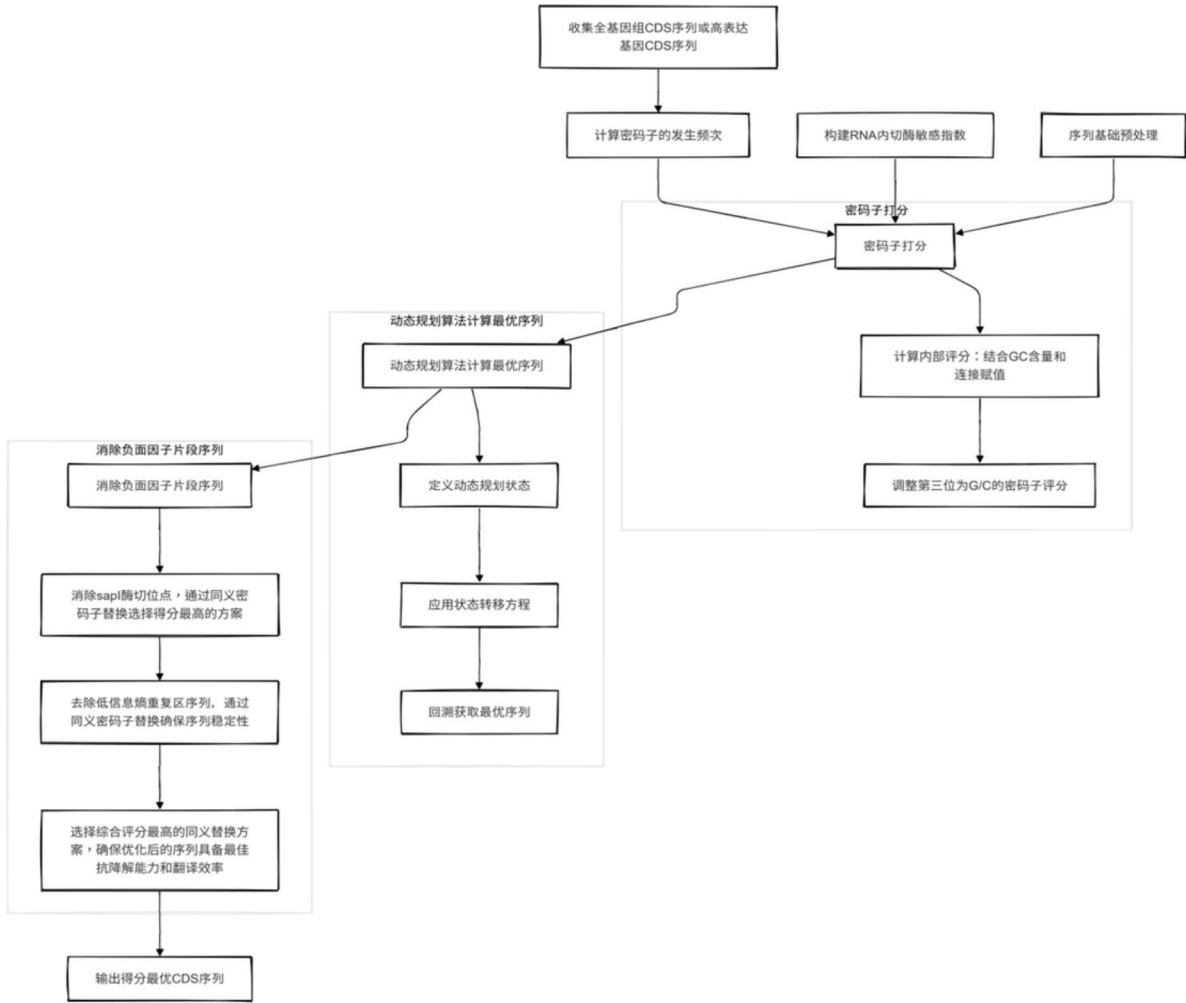 收集全基因组CDS序列或高表达
基因CDS序列
计算密码子的发生频次
构建RNA内切酶敏感指数
序列基础预处理
密码子打分
密码子打分
计算内部评分：结合GC含量和
连接赋值
调整第三位为G/C的密码子评分
动态规划算法计算最优序列
动态规划算法计算最优序列
定义动态规划状态
应用状态转移方程
回溯获取最优序列
消除负面因子片段序列
消除负面因子片段序列
消除sapI酶切位点，通过同义密
码子替换选择得分最高的方案
去除低信息熵重复区序列，通过
同义密码子替换确保序列稳定性
选择综合评分最高的同义替换方
案，确保优化后的序列具备最佳
抗降解能力和翻译效率
输出得分最优CDS序列